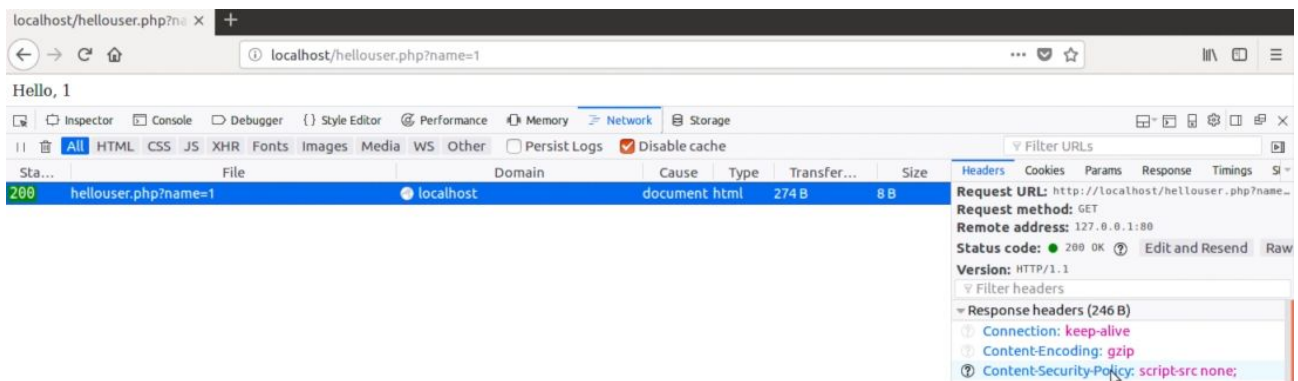 localhost/hellouser.php?na
localhost/hellouser.php?name=1
Hello, 1
Inspector Console Debugger {} Style Editor Performance Memory Network Storage
All HTML CSS JS XHR Fonts Images Media WS Other Persist Logs Disable cache Filter URLs
Sta... File Domain Cause Type Transfer... Size Headers Cookies Params Response Timings
200 hellouser.php?name=1 localhost document html 274 B 8 B
Request URL: http://localhost/hellouser.php?name…
Request method: GET
Remote address: 127.0.0.1:80
Status code: 200 OK Edit and Resend Raw
Version: HTTP/1.1
Filter headers
Response headers (246 B)
Connection: keep-alive
Content-Encoding: gzip
Content-Security-Policy: script-src none;